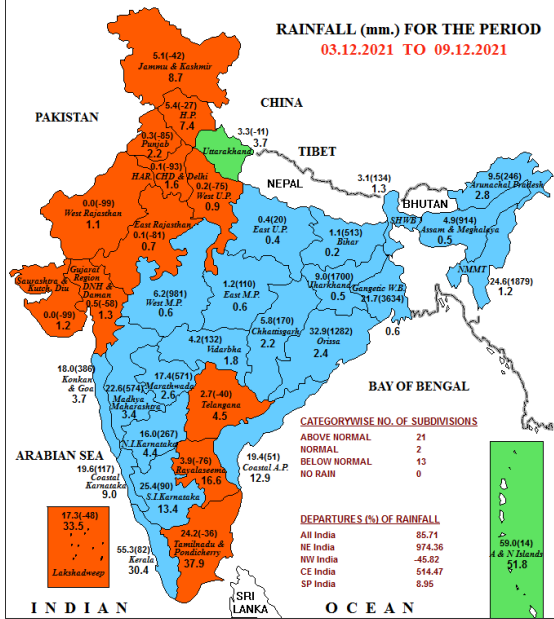 RAINFALL (mm.) FOR THE PERIOD
03.12.2021 TO 09.12.2021
5.1(-42)
Jammu & Kashmir
8.7
CHINA
PAKISTAN
5.4(-27)
H.P.
7.4
0.3(-85)
Punjab
2.2
3.3(-11)
3.7
Uttarakhand
TIBET
0.1(-93)
HAR. CHD & Delhi
1.6
0.2(-75)
West U.P.
0.9
NEPAL
3.1(134)
1.3
BHUTAN
9.5(246)
Arunachal Pradesh
2.8
0.0(-99)
West Rajasthan
1.1
East Rajasthan
0.1(-81)
0.7
0.4(20)
East U.P.
0.4
1.1(513)
Bihar
0.2
SHWB
4.9(914)
Assam & Meghalaya
0.5
NMMT
24.6(1879)
1.2
Saurashtra &
Kutch, Diu
0.0(-99)
1.2
Gujarat
Region
DNH &
Daman
0.5(-58)
1.3
6.2(981)
West M.P.
0.6
1.2(110)
East M.P.
0.6
9.0(1700)
Jharkhand
0.5
Gangetic W.B.
21.7(3634)
0.6
5.8(170)
Chhattisgarh
2.2
32.9(1282)
Orissa
2.4
4.2(132)
Vidarbha
1.8
18.0(386)
Konkan
& Goa
3.7
22.6(574)
Madhya
Maharashtra
3.4
17.4(571)
Marathwada
2.6
2.7(-40)
Telangana
4.5
BAY OF BENGAL
CATEGORYWISE NO. OF SUBDIVISIONS
ABOVE NORMAL 21
NORMAL 2
BELOW NORMAL 13
NO RAIN 0
ARABIAN SEA
16.0(267)
N.I.Karnataka
4.4
3.9(-76)
Rayalaseema
16.6
19.4(51)
Coastal A.P.
12.9
19.6(117)
Coastal
Karnataka
9.0
25.4(90)
S.I.Karnataka
13.4
17.3(-48)
33.5
Lakshadweep
24.2(-36)
Tamilnadu &
Pondicherry
37.9
55.3(82)
Kerala
30.4
DEPARTURES (%) OF RAINFALL
All India 85.71
NE India 974.36
NW India -45.82
CE India 514.47
SP India 8.95
59.0(14)
A & N Islands
51.8
SRI
LANKA
INDIAN OCEAN